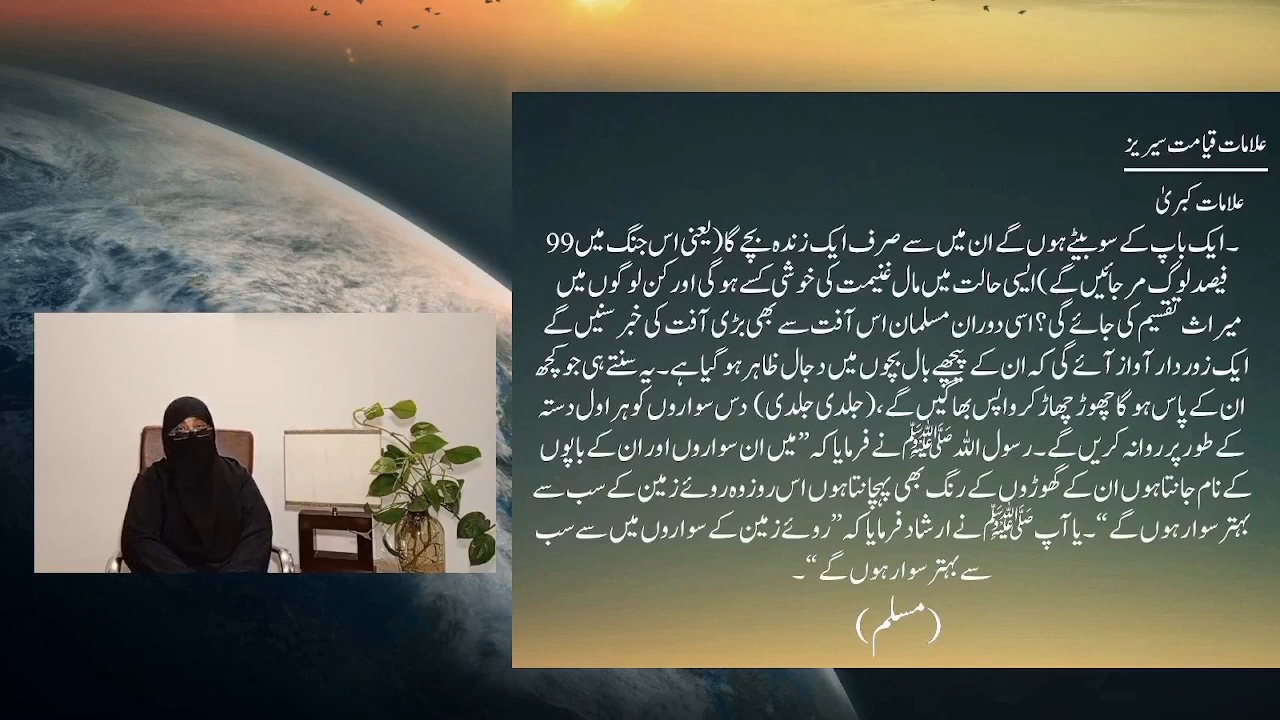 علامات قیامت سیریز
علامات کبریٰ
۔ ایک باپ کے سو بیٹے ہوں گے ان میں سے صرف ایک زندہ بچے گا (یعنی اس جنگ میں 99
فیصد لوگ مر جائیں گے) ایسی حالت میں مال غنیمت کی خوشی کسے ہوگی اور کن لوگوں میں
میراث تقسیم کی جائے گی؟ اسی دوران مسلمان اس آفت سے بھی بڑی آفت کی خبر سنیں گے
ایک زور دار آواز آئے گی کہ ان کے پیچھے بال بچوں میں دجال ظاہر ہو گیا ہے۔ یہ سنتے ہی جو کچھ
ان کے پاس ہو گا چھوڑ چھاڑ کر واپس بھاگیں گے، (جلدی جلدی) دس سواروں کو ہر اول دستہ
کے طور پر روانہ کریں گے۔ رسول اللہ ﷺ نے فرمایا کہ ”میں ان سواروں اور ان کے باپوں
کے نام جانتا ہوں ان کے گھوڑوں کے رنگ بھی پہچانتا ہوں اس روز وہ روئے زمین کے سب سے
بہتر سوار ہوں گے“۔ یا آپ ﷺ نے ارشاد فرمایا کہ ”روئے زمین کے سواروں میں سے سب
سے بہتر سوار ہوں گے“۔
(مسلم)